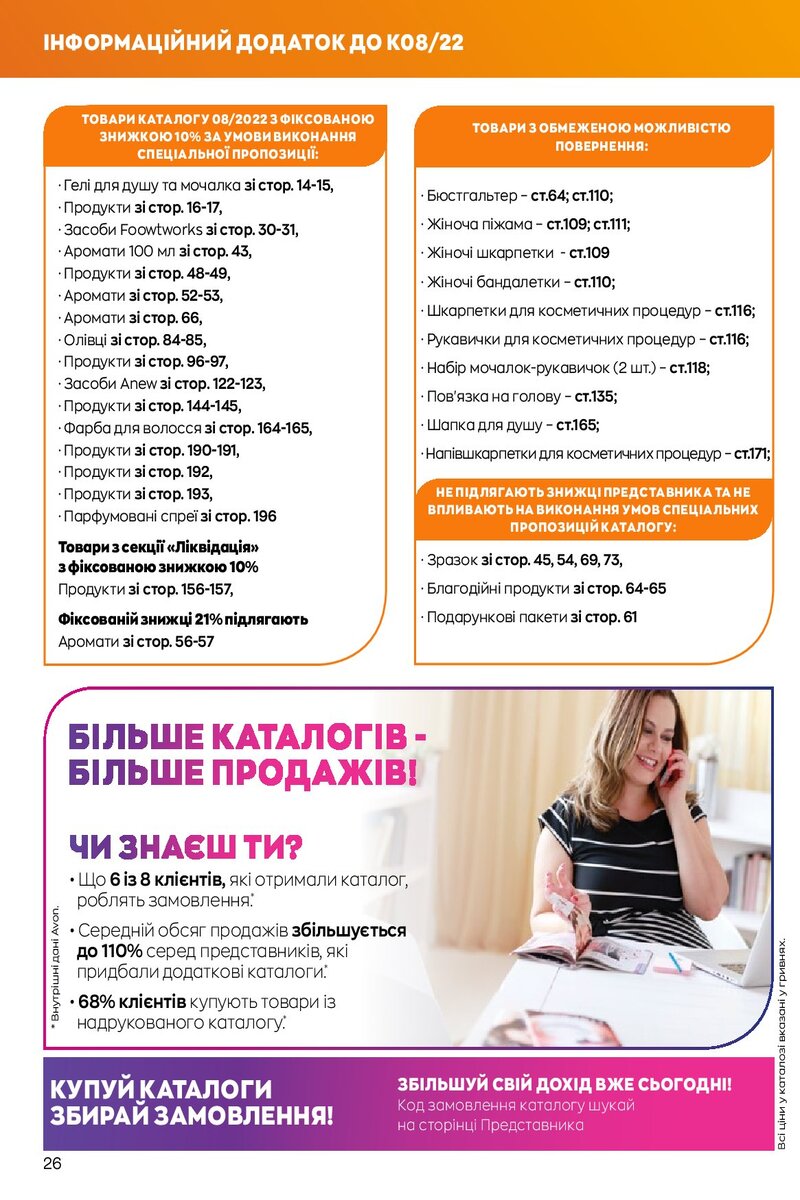 ІНФОРМАЦІЙНИЙ ДОДАТОК ДО К08/22
ТОВАРИ КАТАЛОГУ 08/2022 З ФІКСОВАНОЮ
ЗНИЖКОЮ 10% ЗА УМОВИ ВИКОНАННЯ
СПЕЦІАЛЬНОЇ ПРОПОЗИЦІЇ:
· Гелі для душу та мочалка зі стор. 14-15,
· Продукти зі стор. 16-17,
· Засоби Foowtworks зі стор. 30-31,
· Аромати 100 мл зі стор. 43,
· Продукти зі стор. 48-49,
· Аромати зі стор. 52-53,
· Аромати зі стор. 66,
· Олівці зі стор. 84-85,
· Продукти зі стор. 96-97,
· Засоби Anew зі стор. 122-123,
· Продукти зі стор. 144-145,
· Фарба для волосся зі стор. 164-165,
· Продукти зі стор. 190-191,
· Продукти зі стор. 192,
· Продукти зі стор. 193,
· Парфумовані спреї зі стор. 196
Товари з секції «Ліквідація»
з фіксованою знижкою 10%
Продукти зі стор. 156-157,
Фіксованій знижці 21% підлягають
Аромати зі стор. 56-57
ТОВАРИ З ОБМЕЖЕНОЮ МОЖЛИВІСТЮ
ПОВЕРНЕННЯ:
· Бюстгальтер – ст.64; ст.110;
· Жіноча піжама – ст.109; ст.111;
· Жіночі шкарпетки - ст.109
· Жіночі бандалетки – ст.110;
· Шкарпетки для косметичних процедур – ст.116;
· Рукавички для косметичних процедур – ст.116;
· Набір мочалок-рукавичок (2 шт.) – ст.118;
· Пов’язка на голову – ст.135;
· Шапка для душу – ст.165;
· Напівшкарпетки для косметичних процедур – ст.171;
НЕ ПІДЛЯГАЮТЬ ЗНИЖЦІ ПРЕДСТАВНИКА ТА НЕ
ВПЛИВАЮТЬ НА ВИКОНАННЯ УМОВ СПЕЦІАЛЬНИХ
ПРОПОЗИЦІЙ КАТАЛОГУ:
· Зразок зі стор. 45, 54, 69, 73,
· Благодійні продукти зі стор. 64-65
· Подарункові пакети зі стор. 61
БІЛЬШЕ КАТАЛОГІВ -
БІЛЬШЕ ПРОДАЖІВ!
ЧИ ЗНАЄШ ТИ?
• Що 6 із 8 клієнтів, які отримали каталог,
роблять замовлення.*
• Середній обсяг продажів збільшується
до 110% серед представників, які
придбали додаткові каталоги.*
• 68% клієнтів купують товари із
надрукованого каталогу.*
* Внутрішні дані Avon.
Всі ціни у каталозі вказані у гривнях.
КУПУЙ КАТАЛОГИ
ЗБИРАЙ ЗАМОВЛЕННЯ!
ЗБІЛЬШУЙ СВІЙ ДОХІД ВЖЕ СЬОГОДНІ!
Код замовлення каталогу шукай
на сторінці Представника
26